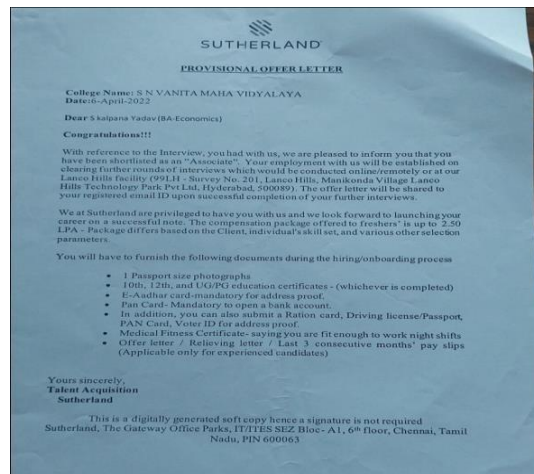 SUTHERLAND
PROVISIONAL OFFER LETTER
College Name: S N VANITA MAHA VIDYALAYA
Date:6-April-2022
Dear S kalpana Yadav (BA-Economics)
Congratulations!!!
With reference to the Interview, you had with us, we are pleased to inform you that you
have been shortlisted as an “Associate”. Your employment with us will be established on
clearing further rounds of interviews which would be conducted online/remotely or at our
Lanco Hills facility (99LH - Survey No. 201, Lanco Hills, Manikonda Village Lanco
Hills Technology Park Pvt Ltd, Hyderabad, 500089). The offer letter will be shared to
your registered email ID upon successful completion of your further interviews.
We at Sutherland are privileged to have you with us and we look forward to launching your
career on a successful note. The compensation package offered to freshers’ is up to 2.50
LPA - Package differs based on the Client, individual’s skill set, and various other selection
parameters.
You will have to furnish the following documents during the hiring/onboarding process
• 1 Passport size photographs
• 10th, 12th, and UG/PG education certificates - (whichever is completed)
• E-Aadhar card-mandatory for address proof.
• Pan Card- Mandatory to open a bank account.
• In addition, you can also submit a Ration card, Driving license/Passport,
PAN Card, Voter ID for address proof.
• Medical Fitness Certificate- saying you are fit enough to work night shifts
• Offer letter / Relieving letter / Last 3 consecutive months’ pay slips
(Applicable only for experienced candidates)
Yours sincerely,
Talent Acquisition
Sutherland
This is a digitally generated soft copy hence a signature is not required
Sutherland, The Gateway Office Parks, IT/ITES SEZ Bloc- A1, 6th floor, Chennai, Tamil
Nadu, PIN 600063